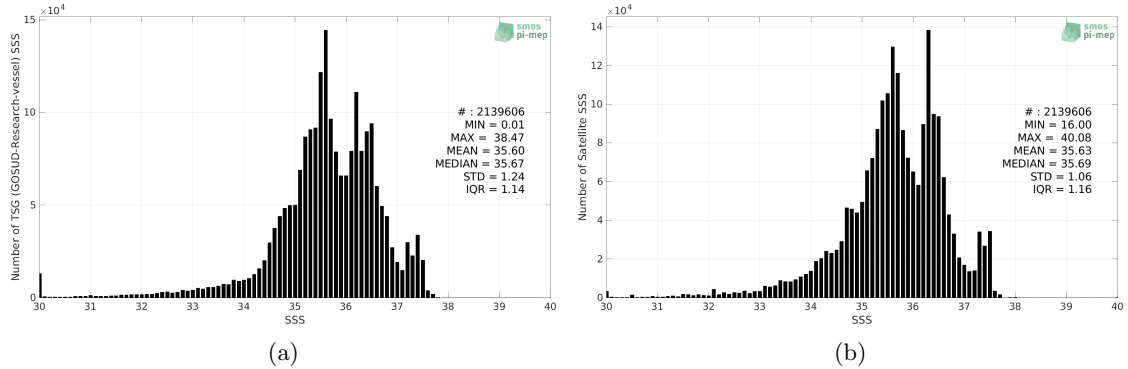 ×10⁴
15
10
5
0
30 31 32 33 34 35 36 37 38 39 40
SSS
Number of TSG (GOSUD-Research-vessel) SSS
smos
pi-mep
# : 2139606
MIN = 0.01
MAX = 38.47
MEAN = 35.60
MEDIAN = 35.67
STD = 1.24
IQR = 1.14
(a)
×10⁴
14
12
10
8
6
4
2
0
30 31 32 33 34 35 36 37 38 39 40
SSS
Number of Satellite SSS
smos
pi-mep
# : 2139606
MIN = 16.00
MAX = 40.08
MEAN = 35.63
MEDIAN = 35.69
STD = 1.06
IQR = 1.16
(b)